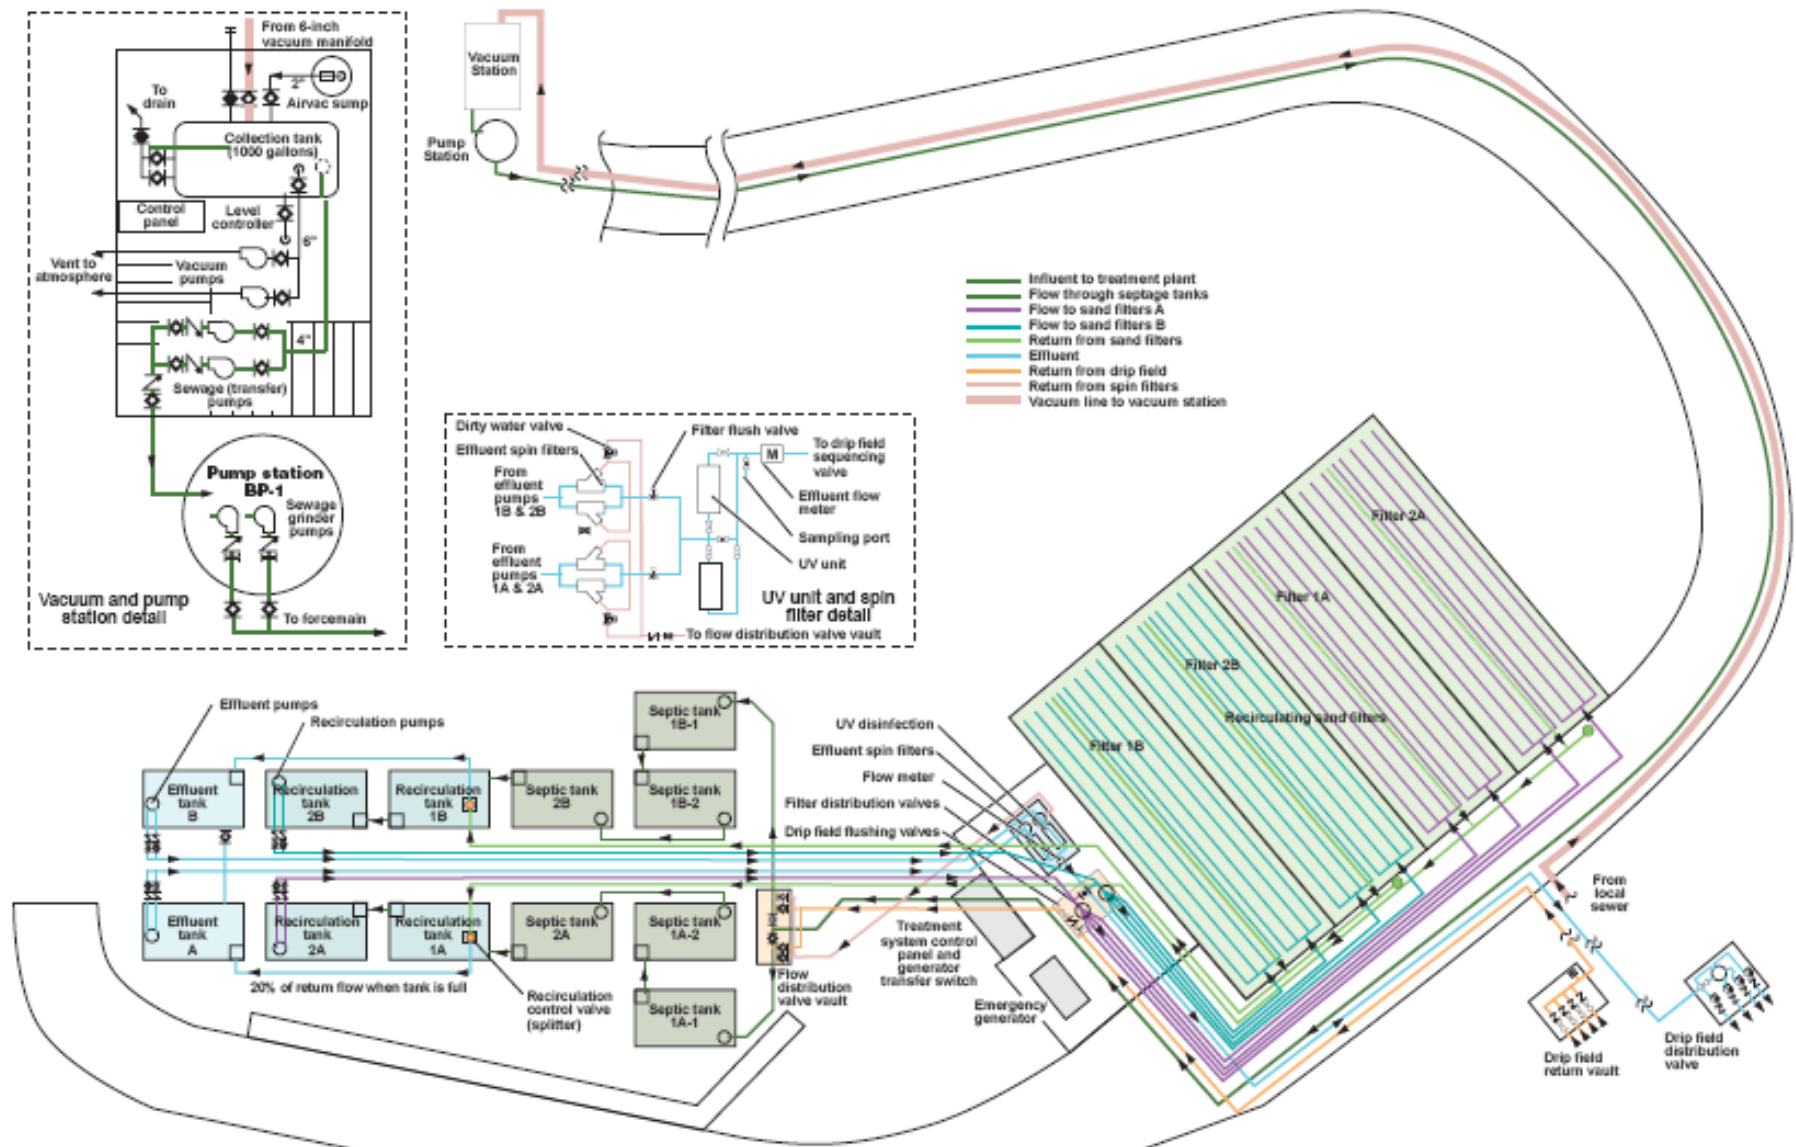 From 6-inch
vacuum manifold
2"
To
drain
Airvac sump
Collection tank
(1000 gallons)
Control
panel
Level
controller
6"
Vent to
atmosphere
Vacuum
pumps
4"
Sewage (transfer)
pumps
Pump station
BP-1
Sewage
grinder
pumps
Vacuum and pump
station detail
To forcemain
Vacuum
Station
Pump
Station
Influent to treatment plant
Flow through septage tanks
Flow to sand filters A
Flow to sand filters B
Return from sand filters
Effluent
Return from drip field
Return from spin filters
Vacuum line to vacuum station
Dirty water valve
Effluent spin filters
From
effluent
pumps
1B & 2B
From
effluent
pumps
1A & 2A
Filter flush valve
M
To drip field
sequencing
valve
Effluent flow
meter
Sampling port
UV unit
UV unit and spin
filter detail
To flow distribution valve vault
Filter 2A
Filter 1A
Filter 2B
Recirculating sand filters
Filter 1B
Effluent pumps
Recirculation pumps
Septic tank
1B-1
UV disinfection
Effluent spin filters
Flow meter
Filter distribution valves
Drip field flushing valves
Effluent
tank
B
Recirculation
tank
2B
Recirculation
tank
1B
Septic tank
2B
Septic tank
1B-2
Effluent
tank
A
Recirculation
tank
2A
Recirculation
tank
1A
Septic tank
2A
Septic tank
1A-2
20% of return flow when tank is full
Recirculation
control valve
(splitter)
Septic tank
1A-1
Flow
distribution
valve vault
Treatment
system control
panel and
generator
transfer switch
Emergency
generator
From
local
sewer
Drip field
return vault
Drip field
distribution
valve